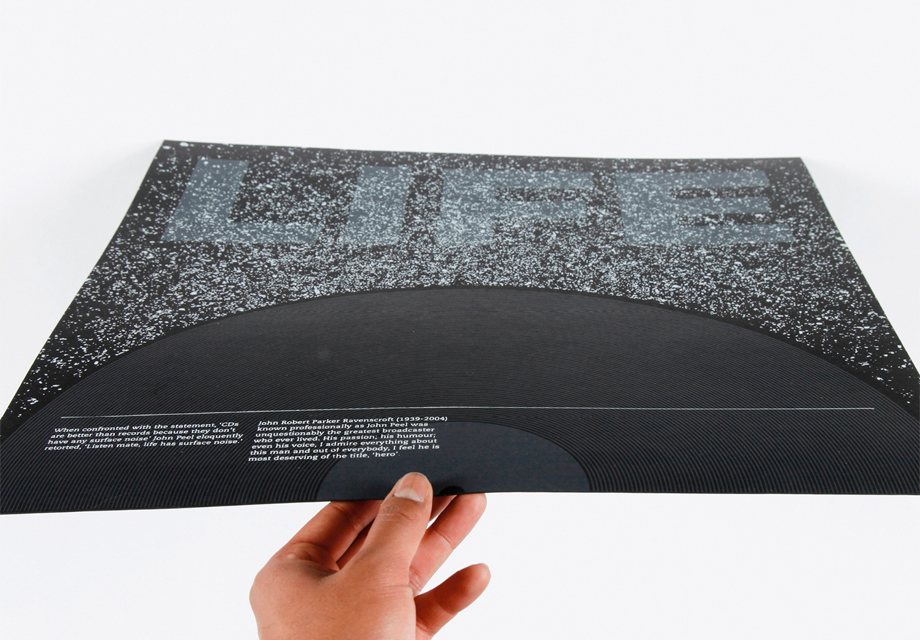 LIFE
When confronted with the statement, 'CDs
are better than records because they don't
have any surface noise' John Peel eloquently
retorted, 'Listen mate, life has surface noise.'
John Robert Parker Ravenscroft (1939-2004)
known professionally as John Peel was
unquestionably the greatest broadcaster
who ever lived. His passion; his humour;
even his voice, I admire everything about
this man and out of everybody, I feel he is
most deserving of the title, 'hero'